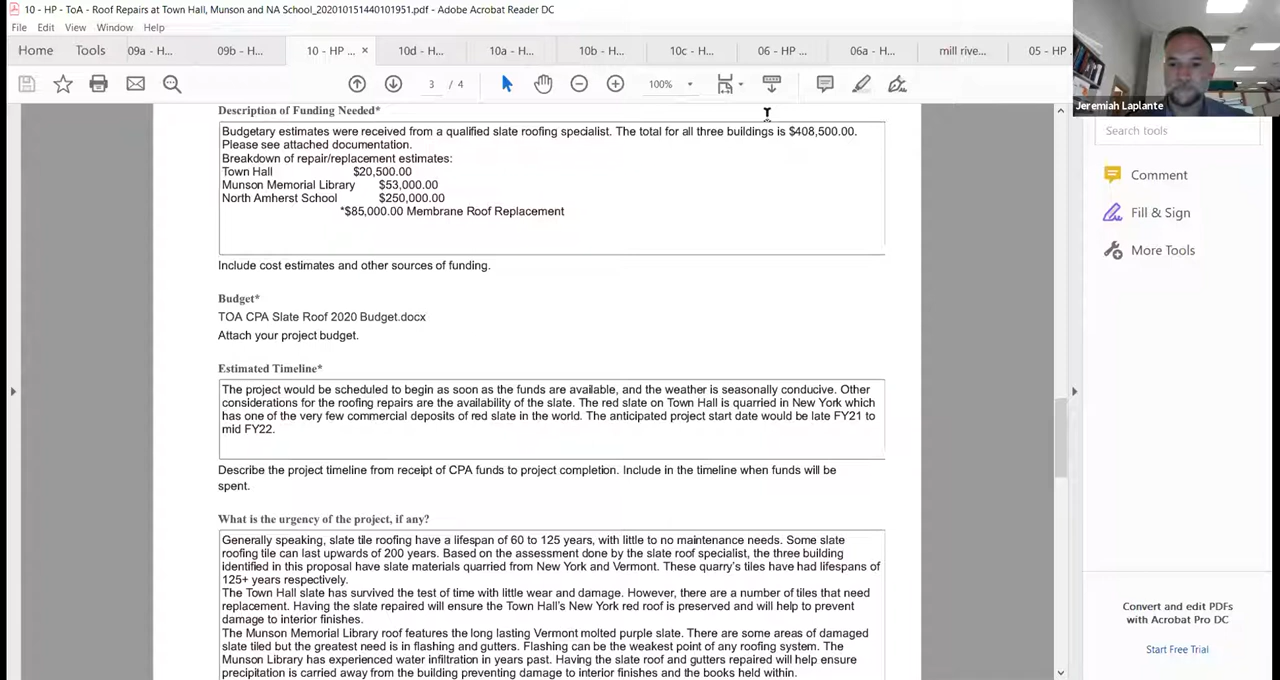 10 - HP - ToA - Roof Repairs at Town Hall, Munson and NA School_202010151440101951.pdf - Adobe Acrobat Reader DC
File Edit View Window Help
Home Tools 09a - H... 09b - H... 10 - HP ... × 10d - H... 10a - H... 10b - H... 10c - H... 06 - HP ... 06a - H... mill rive... 05 - HP
3 / 4 100%
Jeremiah Laplante
Search tools
Comment
Fill & Sign
More Tools
Convert and edit PDFs
with Acrobat Pro DC
Start Free Trial
Description of Funding Needed*
Budgetary estimates were received from a qualified slate roofing specialist. The total for all three buildings is $408,500.00.
Please see attached documentation.
Breakdown of repair/replacement estimates:
Town Hall $20,500.00
Munson Memorial Library $53,000.00
North Amherst School $250,000.00
*$85,000.00 Membrane Roof Replacement
Include cost estimates and other sources of funding.
Budget*
TOA CPA Slate Roof 2020 Budget.docx
Attach your project budget.
Estimated Timeline*
The project would be scheduled to begin as soon as the funds are available, and the weather is seasonally conducive. Other
considerations for the roofing repairs are the availability of the slate. The red slate on Town Hall is quarried in New York which
has one of the very few commercial deposits of red slate in the world. The anticipated project start date would be late FY21 to
mid FY22.
Describe the project timeline from receipt of CPA funds to project completion. Include in the timeline when funds will be
spent.
What is the urgency of the project, if any?
Generally speaking, slate tile roofing have a lifespan of 60 to 125 years, with little to no maintenance needs. Some slate
roofing tile can last upwards of 200 years. Based on the assessment done by the slate roof specialist, the three building
identified in this proposal have slate materials quarried from New York and Vermont. These quarry's tiles have had lifespans of
125+ years respectively.
The Town Hall slate has survived the test of time with little wear and damage. However, there are a number of tiles that need
replacement. Having the slate repaired will ensure the Town Hall's New York red roof is preserved and will help to prevent
damage to interior finishes.
The Munson Memorial Library roof features the long lasting Vermont molted purple slate. There are some areas of damaged
slate tiled but the greatest need is in flashing and gutters. Flashing can be the weakest point of any roofing system. The
Munson Library has experienced water infiltration in years past. Having the slate roof and gutters repaired will help ensure
precipitation is carried away from the building preventing damage to interior finishes and the books held within.